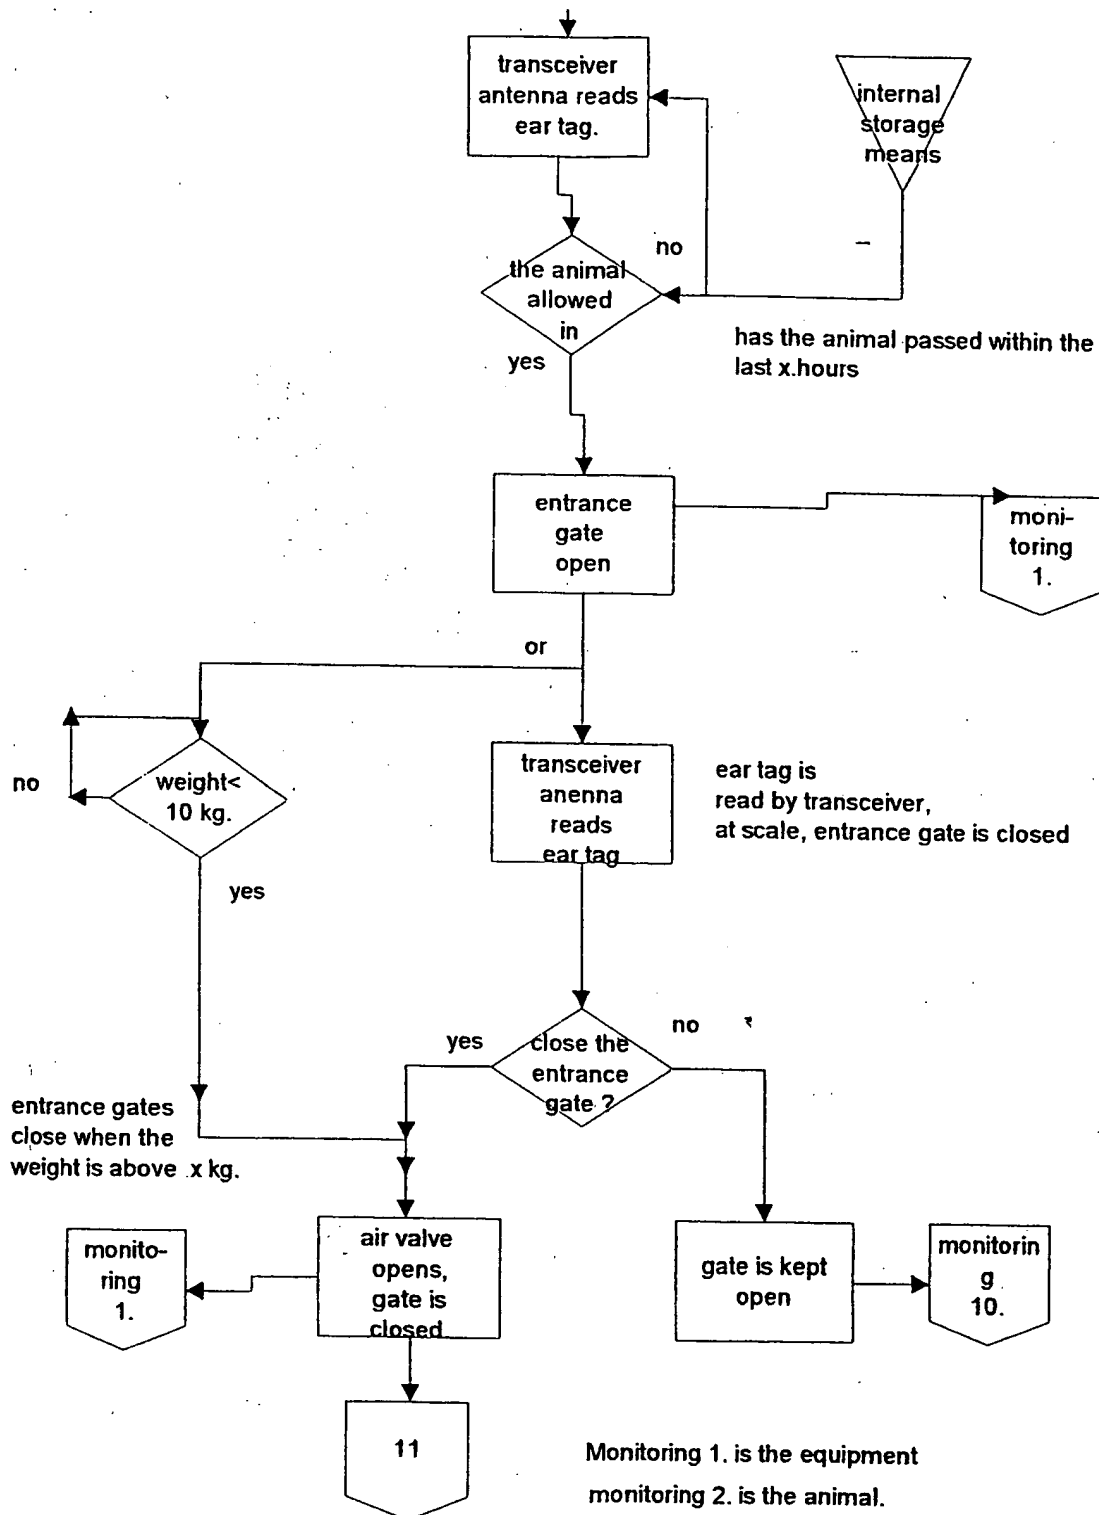 transceiver
antenna reads
ear tag.
internal
storage
means
no
the animal
allowed
in
yes
has the animal passed within the
last x.hours
entrance
gate
open
moni-
toring
1.
or
no
weight<
10 kg.
yes
transceiver
anenna
reads
ear tag
ear tag is
read by transceiver,
at scale, entrance gate is closed
yes
close the
entrance
gate ?
no
entrance gates
close when the
weight is above x kg.
monito-
ring
1.
air valve
opens,
gate is
closed
gate is kept
open
monitorin
g
10.
11
Monitoring 1. is the equipment
monitoring 2. is the animal.